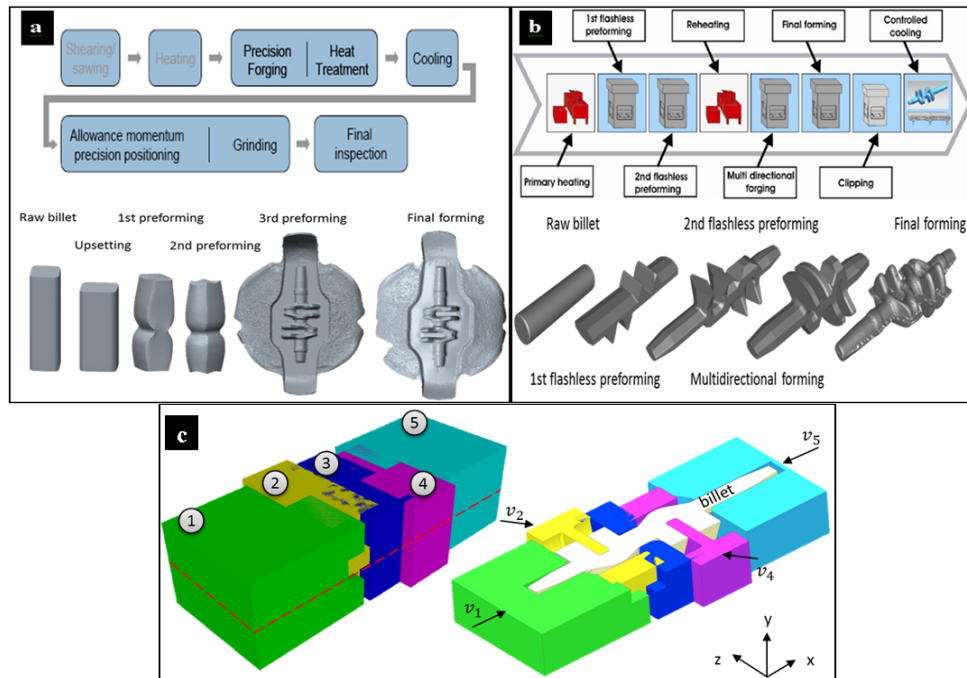 a
Shearing/
sawing
Heating
Precision
Forging
Heat
Treatment
Cooling
Allowance momentum
precision positioning
Grinding
Final
inspection
Raw billet
1st preforming
3rd preforming
Final forming
Upsetting
2nd preforming
b
1st flashless
preforming
Reheating
Final forming
Controlled
cooling
Primary heating
2nd flashless
preforming
Multi directional
forging
Clipping
Raw billet
2nd flashless preforming
Final forming
1st flashless preforming
Multidirectional forming
c
1
2
3
4
5
v₁
v₂
billet
v₅
v₄
y
z
x